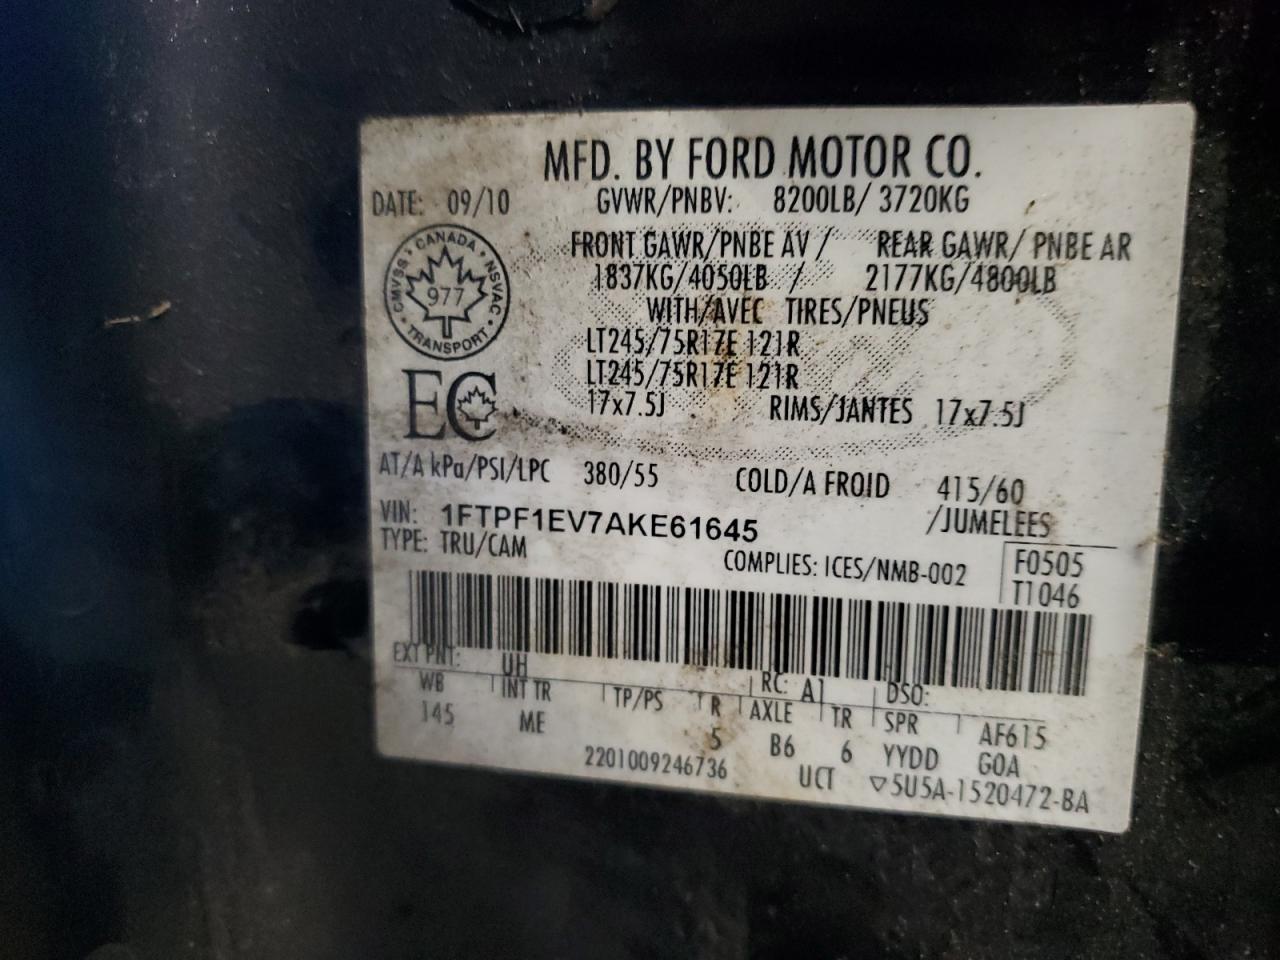 MFD. BY FORD MOTOR CO.
DATE: 09/10 GVWR/PNBV: 8200LB/ 3720KG
FRONT GAWR/PNBE AV / REAR GAWR/ PNBE AR
1837KG/4050LB / 2177KG/4800LB
WITH/AVEC TIRES/PNEUS
CANADA CMVSS NSVAC TRANSPORT
977
LT245/75R17E 121R
LT245/75R17E 121R
EC
17x7.5J RIMS/JANTES 17x7.5J
AT/A kPa/PSI/LPC 380/55 COLD/A FROID 415/60
VIN: 1FTPF1EV7AKE61645 /JUMELEES
TYPE: TRU/CAM COMPLIES: ICES/NMB-002 F0505
T1046
EXT PNT: UH RC: A1 DSO:
WB INT TR TP/PS R AXLE TR SPR AF615
145 ME 5 B6 6 YYDD G0A
2201009246736 UCT ▽5U5A-1520472-BA